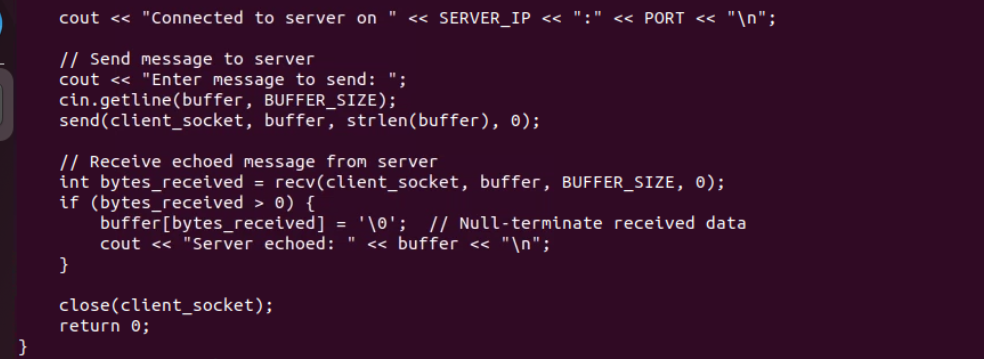 cout << "Connected to server on " << SERVER_IP << ":" << PORT << "\n";
// Send message to server
cout << "Enter message to send: ";
cin.getline(buffer, BUFFER_SIZE);
send(client_socket, buffer, strlen(buffer), 0);
// Receive echoed message from server
int bytes_received = recv(client_socket, buffer, BUFFER_SIZE, 0);
if (bytes_received > 0) {
buffer[bytes_received] = '\0';  // Null-terminate received data
cout << "Server echoed: " << buffer << "\n";
}
close(client_socket);
return 0;
}